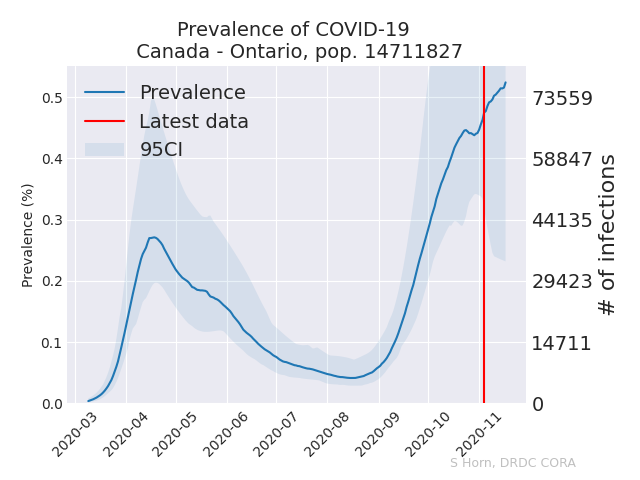 Prevalence of COVID-19
Canada - Ontario, pop. 14711827
Prevalence
Latest data
95CI
Prevalence (%)
0.5
0.4
0.3
0.2
0.1
0.0
73559
58847
44135
29423
14711
0
# of infections
2020-03
2020-04
2020-05
2020-06
2020-07
2020-08
2020-09
2020-10
2020-11
S Horn, DRDC CORA